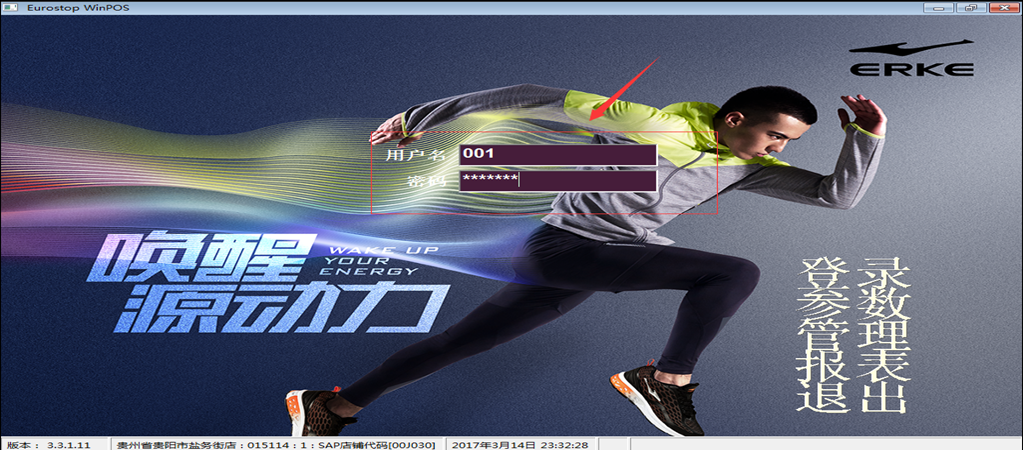 Eurostop WinPOS
ERKE
用户名 001
密码 *******
唤醒
源动力
WAKE UP
YOUR
ENERGY
登录
参数
管理
报表
退出
版本： 3.3.1.11
贵州省贵阳市盐务街店：015114：1：SAP店铺代码[00J030]
2017年3月14日 23:32:28